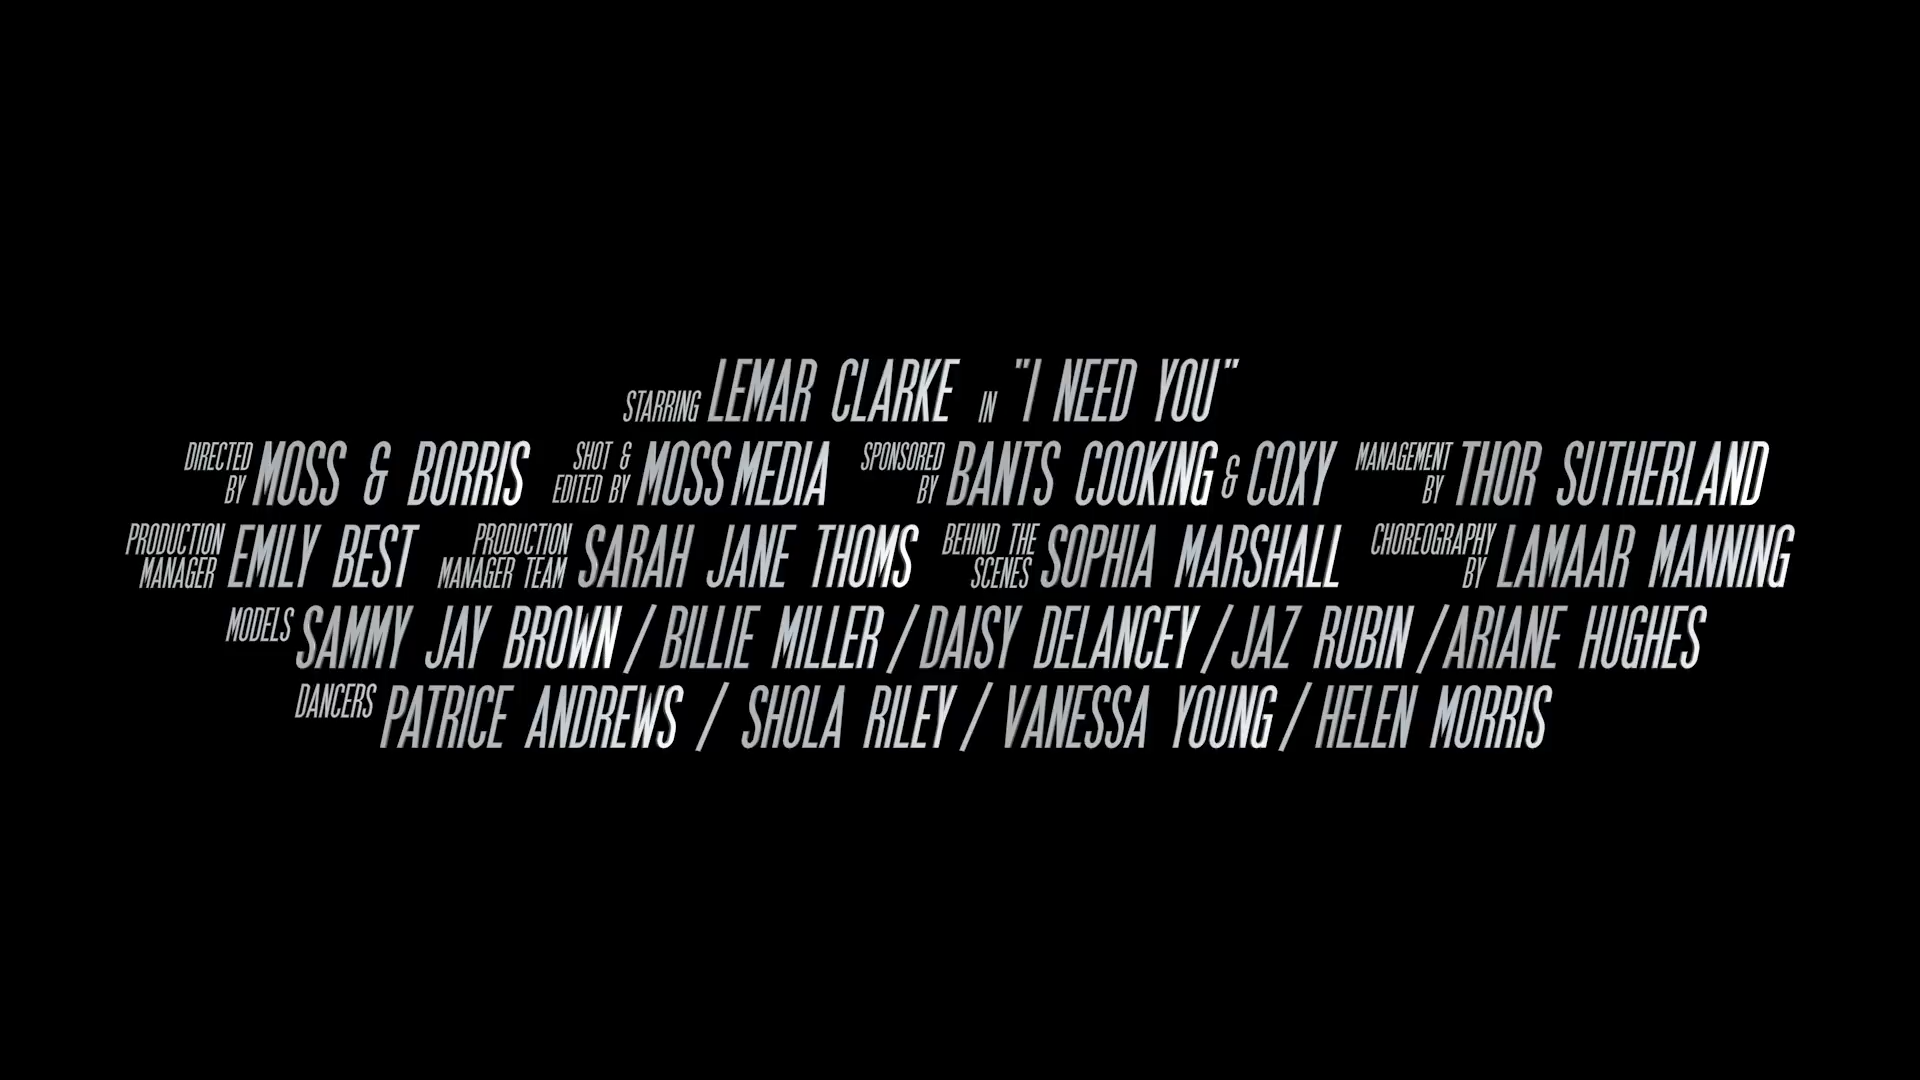 STARRING LEMAR CLARKE IN "I NEED YOU"
DIRECTED BY MOSS & BORRIS SHOT & EDITED BY MOSS MEDIA SPONSORED BY BANTS COOKING & COXY MANAGEMENT BY THOR SUTHERLAND
PRODUCTION MANAGER EMILY BEST PRODUCTION MANAGER TEAM SARAH JANE THOMS BEHIND THE SCENES SOPHIA MARSHALL CHOREOGRAPHY BY LAMAAR MANNING
MODELS SAMMY JAY BROWN / BILLIE MILLER / DAISY DELANCEY / JAZ RUBIN / ARIANE HUGHES
DANCERS PATRICE ANDREWS / SHOLA RILEY / VANESSA YOUNG / HELEN MORRIS